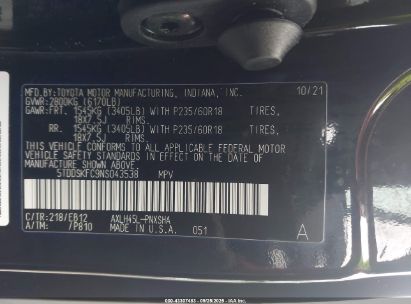 MFD.BY:TOYOTA MOTOR MANUFACTURING, INDIANA, INC. 10/21
GVWR:2800KG (6170LB)
GAWR:FRT. 1545KG (3405LB) WITH P235/60R18 TIRES,
18X7.5J RIMS.
RR. 1545KG (3405LB) WITH P235/60R18 TIRES,
18X7.5J RIMS.
THIS VEHICLE CONFORMS TO ALL APPLICABLE FEDERAL MOTOR
VEHICLE SAFETY STANDARDS IN EFFECT ON THE DATE OF
MANUFACTURE SHOWN ABOVE.
5TDDSKFC9NS043538 MPV
C/TR:218/EB12 AXLH45L-PNXSHA
A/TM: 7P810 MADE IN U.S.A. 051 A